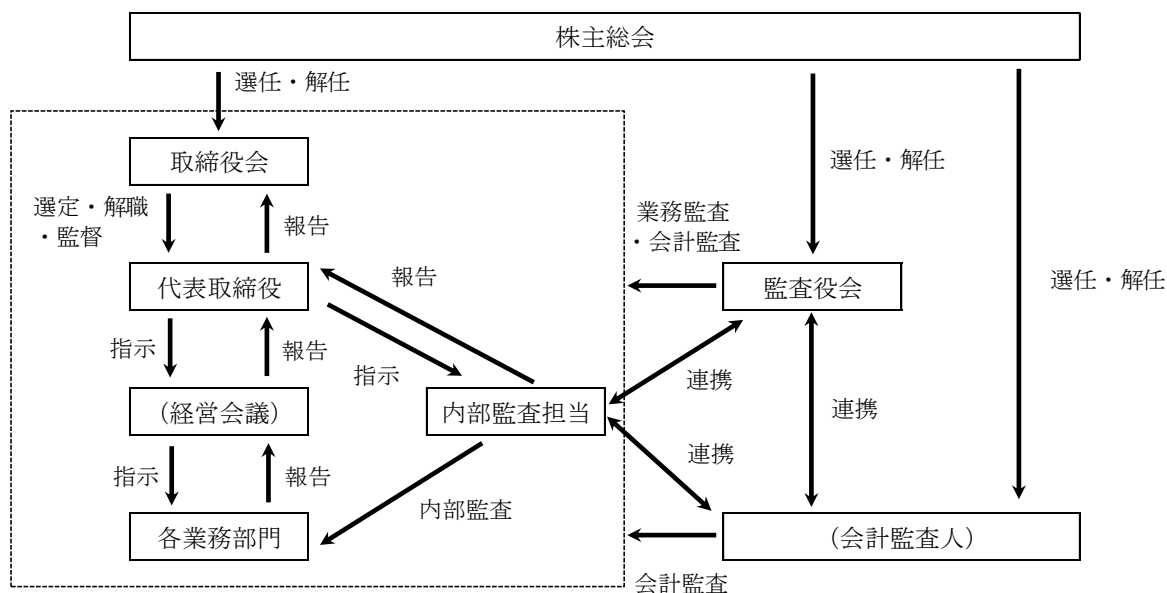 株主総会
選任・解任
取締役会
選任・解任
選定・解職
・監督
報告
業務監査
・会計監査
代表取締役
報告
監査役会
選任・解任
指示
報告
指示
連携
（経営会議）
内部監査担当
連携
連携
指示
報告
内部監査
各業務部門
（会計監査人）
会計監査